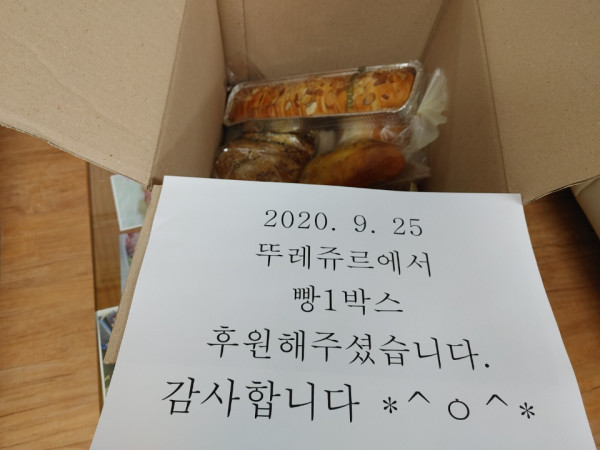 2020. 9. 25
뚜레쥬르에서
빵1박스
후원해주셨습니다.
감사합니다 *^ㅇ^*